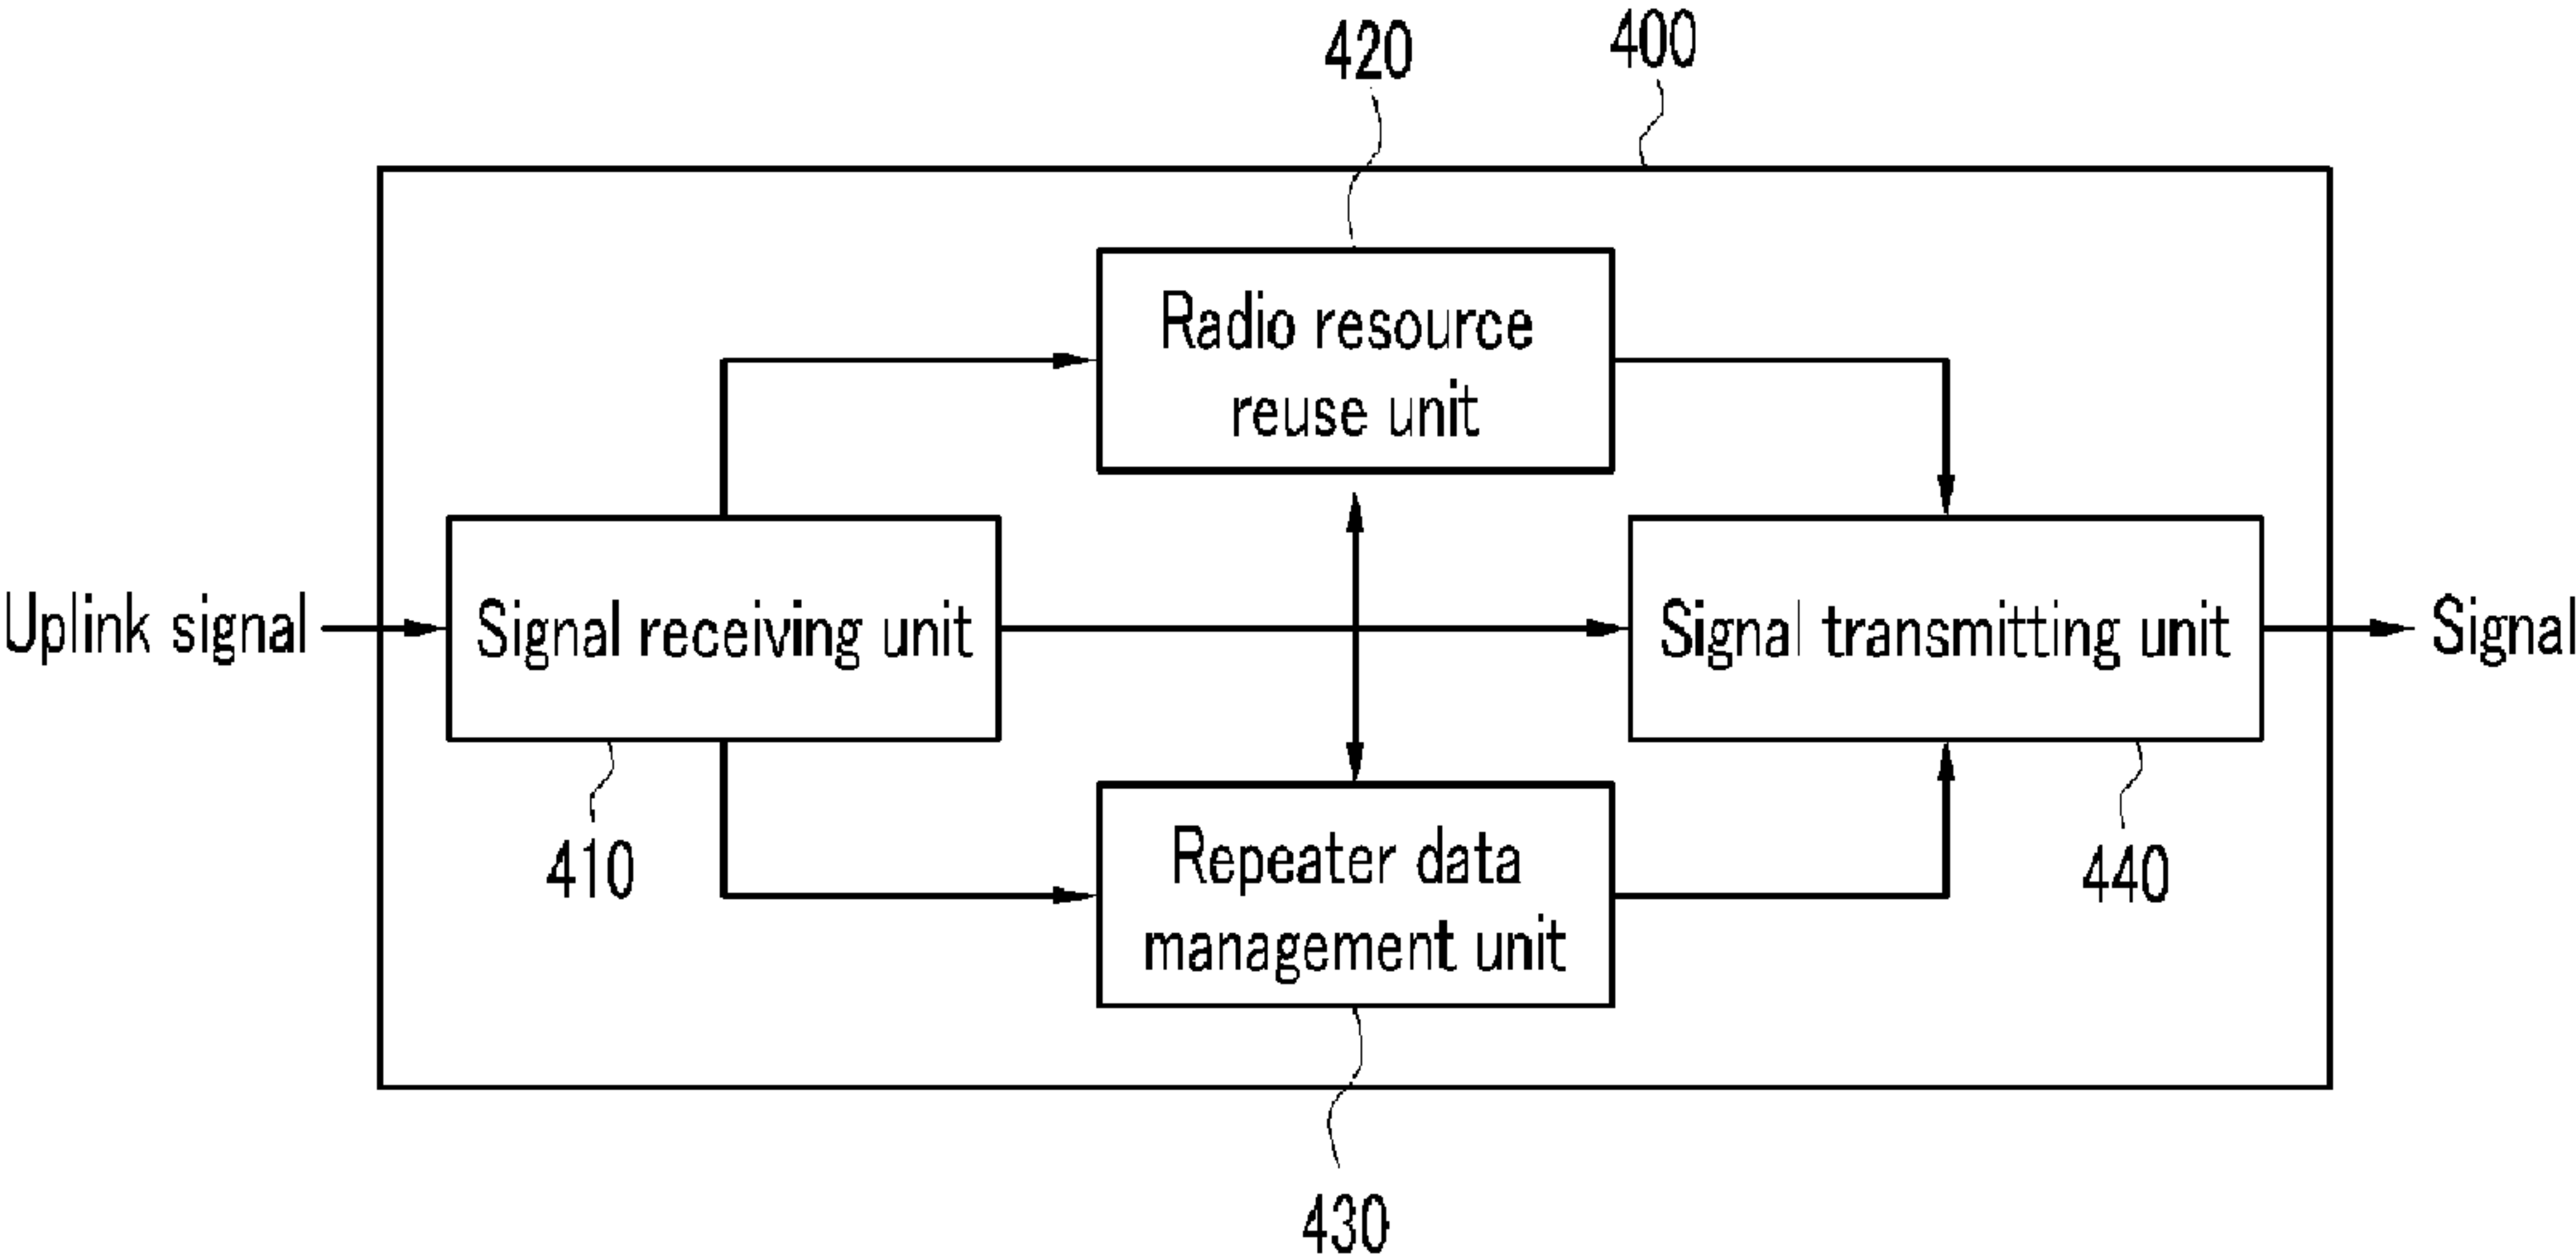 420
400
Radio resource
reuse unit
Uplink signal
Signal receiving unit
Signal transmitting unit
Signal
410
Repeater data
management unit
440
430